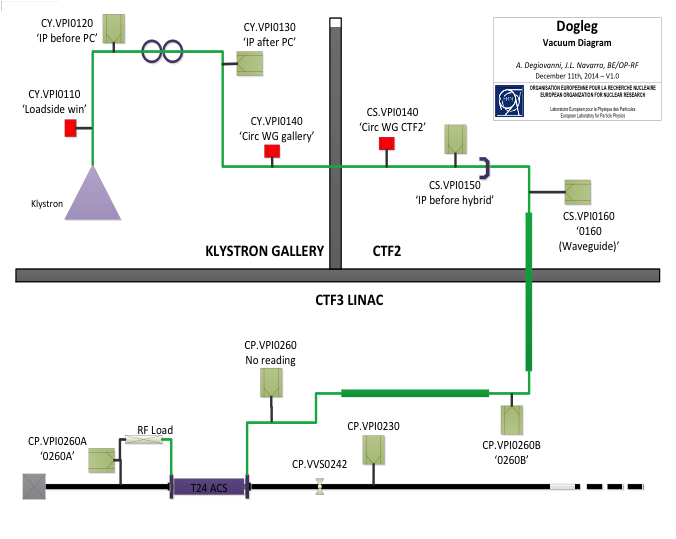 CY.VPI0120
'IP before PC'
CY.VPI0130
'IP after PC'
Dogleg
Vacuum Diagram
A. Degiovanni, J.L. Navarro, BE/OP-RF
December 11th, 2014 – V1.0
ORGANISATION EUROPEENNE POUR LA RECHERCHE NUCLEAIRE
EUROPEAN ORGANIZATION FOR NUCLEAR RESEARCH
Laboratoire Européen pour la Physique des Particules
European Laboratory for Particle Physics
CY.VPI0110
'Loadside win'
CY.VPI0140
'Circ WG gallery'
CS.VPI0140
'Circ WG CTF2'
CS.VPI0150
'IP before hybrid'
Klystron
CS.VPI0160
'0160
(Waveguide)'
KLYSTRON GALLERY
CTF2
CTF3 LINAC
CP.VPI0260
No reading
RF Load
CP.VPI0260A
'0260A'
CP.VPI0230
CP.VPI0260B
'0260B'
CP.VVS0242
T24 ACS